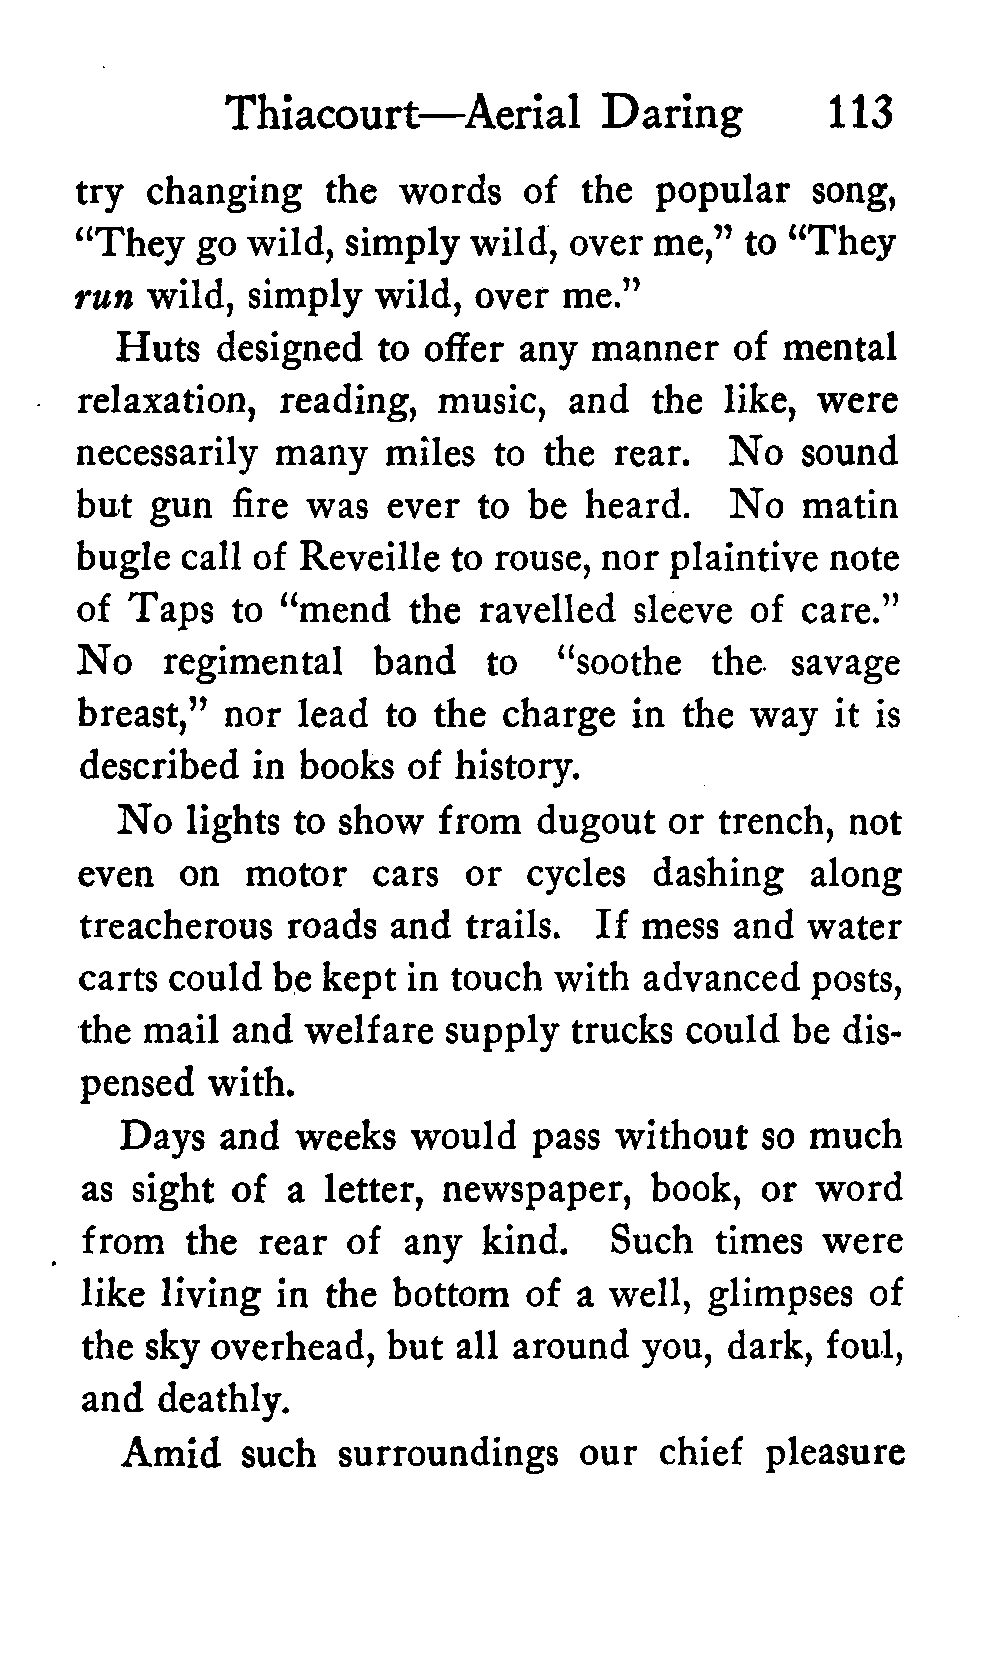 Thiacourt—Aerial Daring 113
try changing the words of the popular song,
“They go wild, simply wild, over me,” to “They
run wild, simply wild, over me.”
Huts designed to offer any manner of mental
relaxation, reading, music, and the like, were
necessarily many miles to the rear. No sound
but gun fire was ever to be heard. No matin
bugle call of Reveille to rouse, nor plaintive note
of Taps to “mend the ravelled sleeve of care.”
No regimental band to “soothe the savage
breast,” nor lead to the charge in the way it is
described in books of history.
No lights to show from dugout or trench, not
even on motor cars or cycles dashing along
treacherous roads and trails. If mess and water
carts could be kept in touch with advanced posts,
the mail and welfare supply trucks could be dis-
pensed with.
Days and weeks would pass without so much
as sight of a letter, newspaper, book, or word
from the rear of any kind. Such times were
like living in the bottom of a well, glimpses of
the sky overhead, but all around you, dark, foul,
and deathly.
Amid such surroundings our chief pleasure